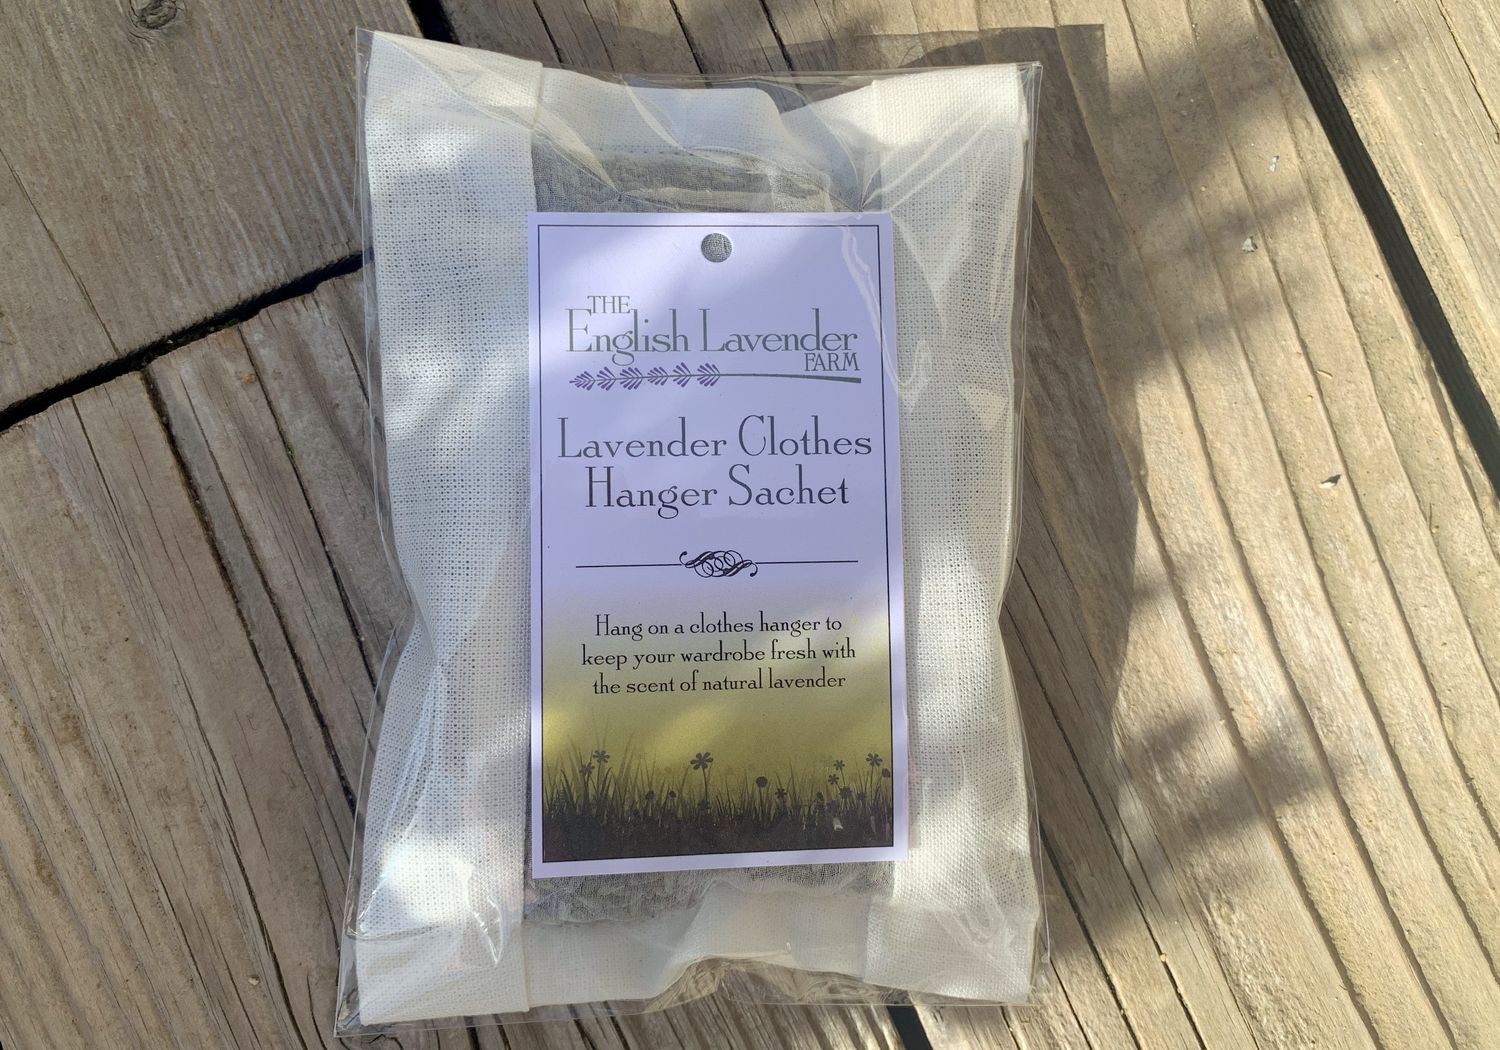 THE
English Lavender
FARM
Lavender Clothes
Hanger Sachet
Hang on a clothes hanger to
keep your wardrobe fresh with
the scent of natural lavender